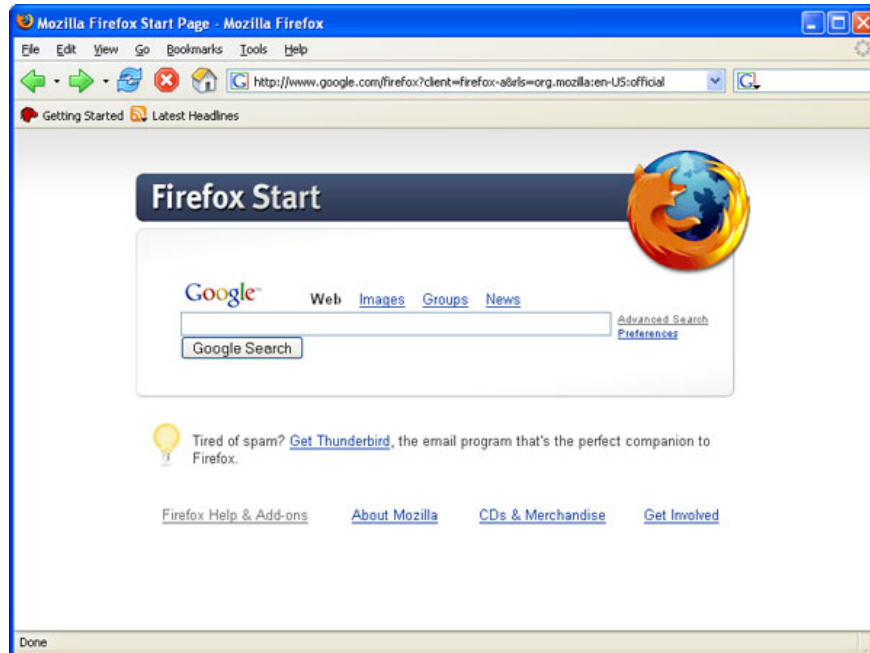 Mozilla Firefox Start Page - Mozilla Firefox
File Edit View Go Bookmarks Tools Help
http://www.google.com/firefox?client=firefox-a&rls=org.mozilla:en-US:official
Getting Started Latest Headlines
Firefox Start
Google™
Web Images Groups News
Advanced Search
Preferences
Google Search
Tired of spam? Get Thunderbird, the email program that's the perfect companion to
Firefox.
Firefox Help & Add-ons About Mozilla CDs & Merchandise Get Involved
Done